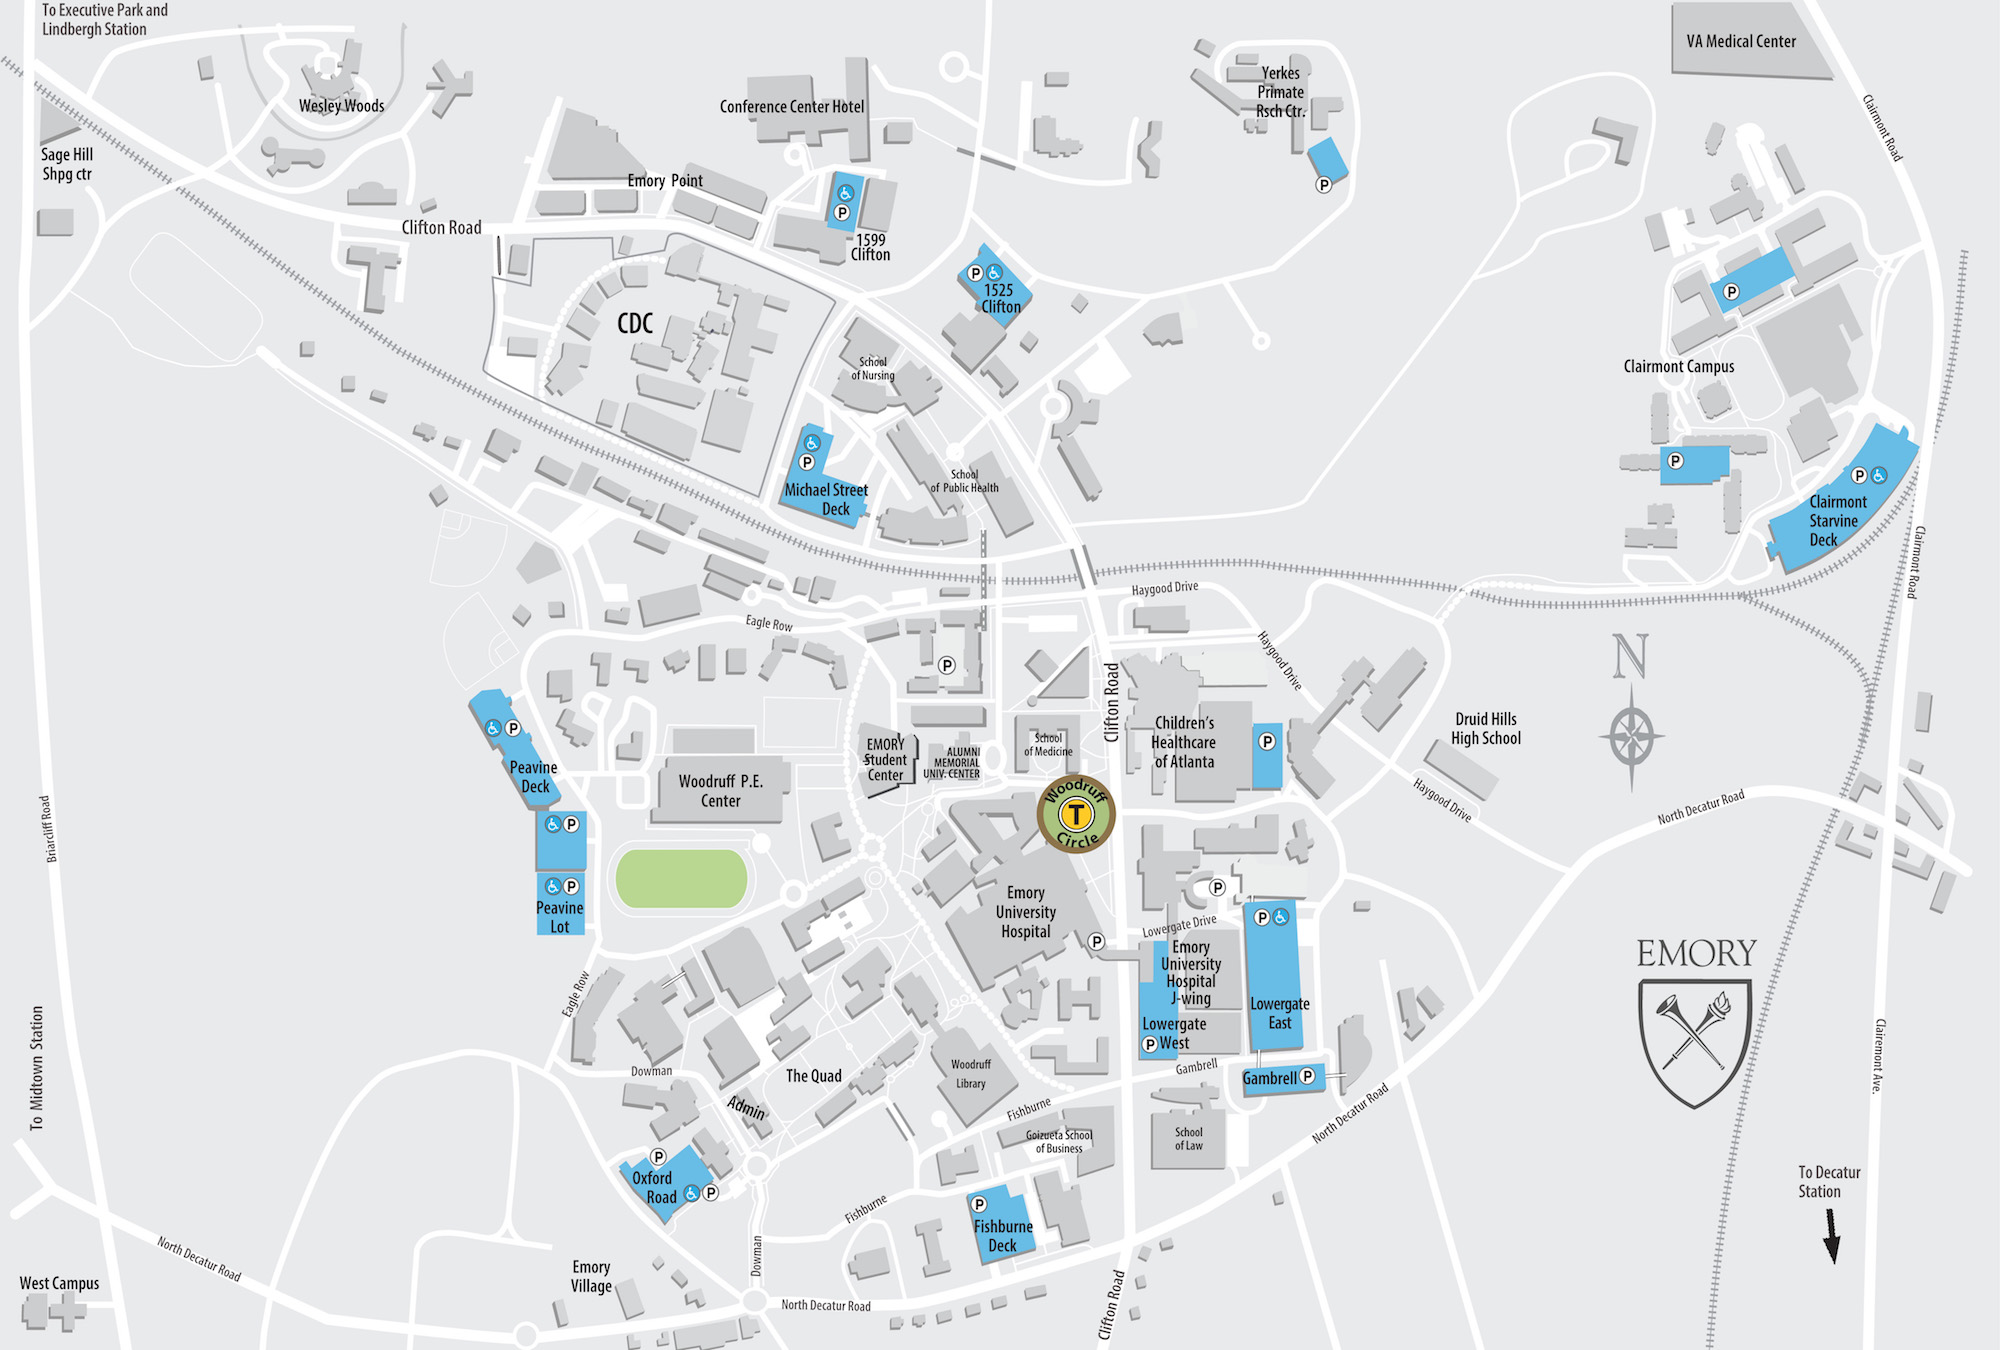 To Executive Park and
Lindbergh Station
Wesley Woods
Sage Hill
Shpg ctr
Clifton Road
Emory Point
Conference Center Hotel
P
1599
Clifton
P
1525
Clifton
Yerkes
Primate
Rsch Ctr.
P
VA Medical Center
Clairmont Road
P
Clairmont Campus
P
P
Clairmont
Starvine
Deck
Clairmont Road
CDC
School
of Nursing
P
Michael Street
Deck
School
of Public Health
Haygood Drive
Eagle Row
Haygood Drive
P
Clifton Road
N
P
Peavine
Deck
P
P
Peavine
Lot
Woodruff P.E.
Center
EMORY
Student
Center
ALUMNI
MEMORIAL
UNIV. CENTER
School
of Medicine
Children's
Healthcare
of Atlanta
P
Druid Hills
High School
Haygood Drive
North Decatur Road
Woodruff
T
Circle
Briarcliff Road
Emory
University
Hospital
P
P
Lowergate Drive
Emory
University
Hospital
J-wing
P
Lowergate
East
Lowergate
P West
Gambrell
Gambrell P
EMORY
Eagle Row
To Midtown Station
Dowman
The Quad
Admin
Woodruff
Library
Fishburne
Goizueta School
of Business
School
of Law
North Decatur Road
Clairemont Ave.
P
Oxford
Road
P
Fishburne
P
Fishburne
Deck
Dowman
To Decatur
Station
North Decatur Road
West Campus
Emory
Village
North Decatur Road
Clifton Road